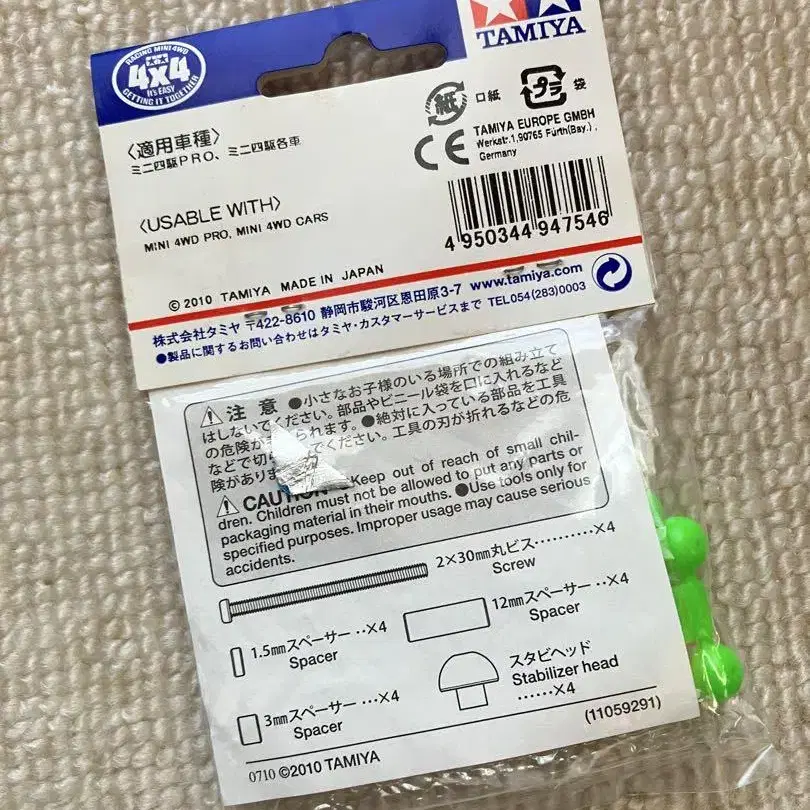 RACING MINI 4WD
4x4
It's EASY
GETTING IT TOGETHER
TAMIYA
〈適用車種〉
ミニ四駆PRO、ミニ四駆各車
〈USABLE WITH〉
MINI 4WD PRO, MINI 4WD CARS
紙 口紙
プラ 袋
CE
TAMIYA EUROPE GMBH
Werkstr.1,90765 Fürth(Bay.),
Germany
4 950344 947546
© 2010 TAMIYA MADE IN JAPAN
株式会社タミヤ 〒422-8610 静岡市駿河区恩田原3-7 www.tamiya.com
●製品に関するお問い合わせはタミヤ・カスタマーサービスまで TEL054(283)0003
注意 ●小さなお子様のいる場所での組み立て
はしないでください。部品やビニール袋を口に入れるなど
の危険が られます。●絶対に入っている部品を工具
などで切 でください。工具の刃が折れるなどの危
険がありま
CAUTION Keep out of reach of small chil-
dren. Children must not be allowed to put any parts or
packaging material in their mouths. ●Use tools only for
specified purposes. Improper usage may cause serious
accidents.
2×30mm丸ビス……×4
Screw
1.5mmスペーサー‥×4
Spacer
12mmスペーサー‥×4
Spacer
3mmスペーサー…×4
Spacer
スタビヘッド
Stabilizer head
……×4
(11059291)
0710 ©2010 TAMIYA